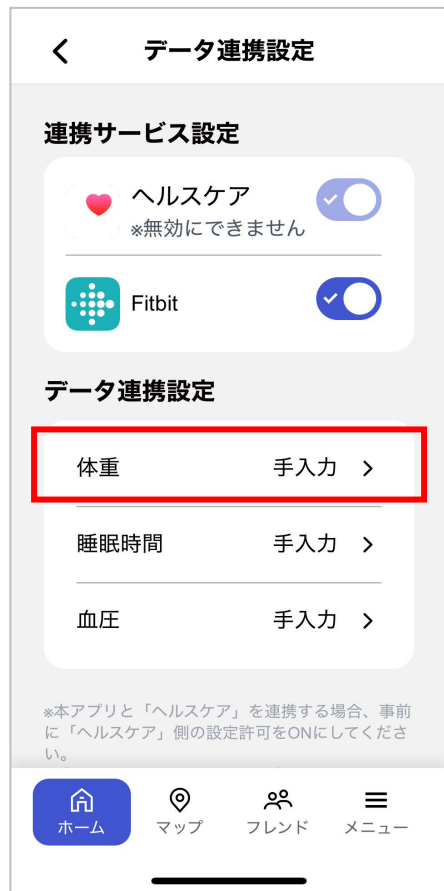 データ連携設定
連携サービス設定
ヘルスケア
※無効にできません
Fitbit
データ連携設定
体重 手入力
睡眠時間 手入力
血圧 手入力
※本アプリと「ヘルスケア」を連携する場合、事前
に「ヘルスケア」側の設定許可をONにしてくださ
い。
ホーム マップ フレンド メニュー